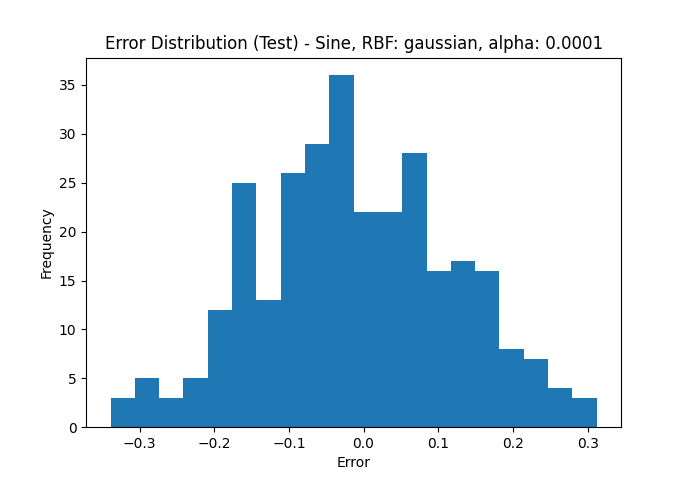 Error Distribution (Test) - Sine, RBF: gaussian, alpha: 0.0001
35
30
25
20
15
10
5
0
Frequency
−0.3 −0.2 −0.1 0.0 0.1 0.2 0.3
Error